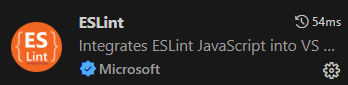 ES
Lint
ESLint 54ms
Integrates ESLint JavaScript into VS ...
Microsoft